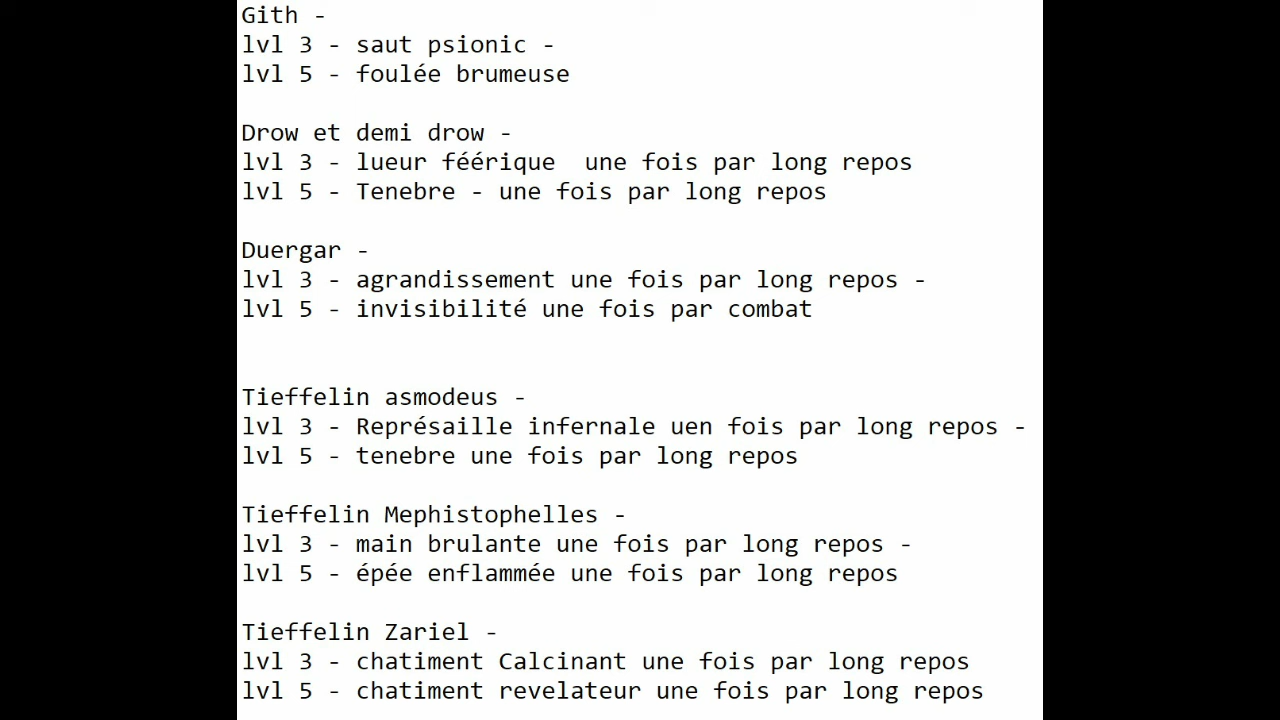 Gith -
lvl 3 - saut psionic -
lvl 5 - foulée brumeuse
Drow et demi drow -
lvl 3 - lueur féérique  une fois par long repos
lvl 5 - Tenebre - une fois par long repos
Duergar -
lvl 3 - agrandissement une fois par long repos -
lvl 5 - invisibilité une fois par combat
Tieffelin asmodeus -
lvl 3 - Représaille infernale uen fois par long repos -
lvl 5 - tenebre une fois par long repos
Tieffelin Mephistophelles -
lvl 3 - main brulante une fois par long repos -
lvl 5 - épée enflammée une fois par long repos
Tieffelin Zariel -
lvl 3 - chatiment Calcinant une fois par long repos
lvl 5 - chatiment revelateur une fois par long repos